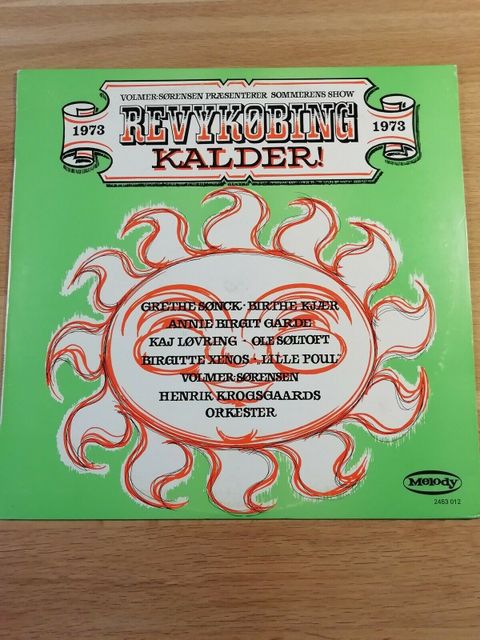 VOLMER-SØRENSEN PRÆSENTERER SOMMERENS SHOW
1973 REVYKØBING 1973
KALDER!
GRETHE SØNCK · BIRTHE KJÆR
ANNIE BIRGIT GARDE
KAJ LØVRING · OLE SØLTOFT
BIRGITTE XENOS · "LILLE POUL"
VOLMER-SØRENSEN
HENRIK KROGSGAARDS
ORKESTER
Melody
2463 012